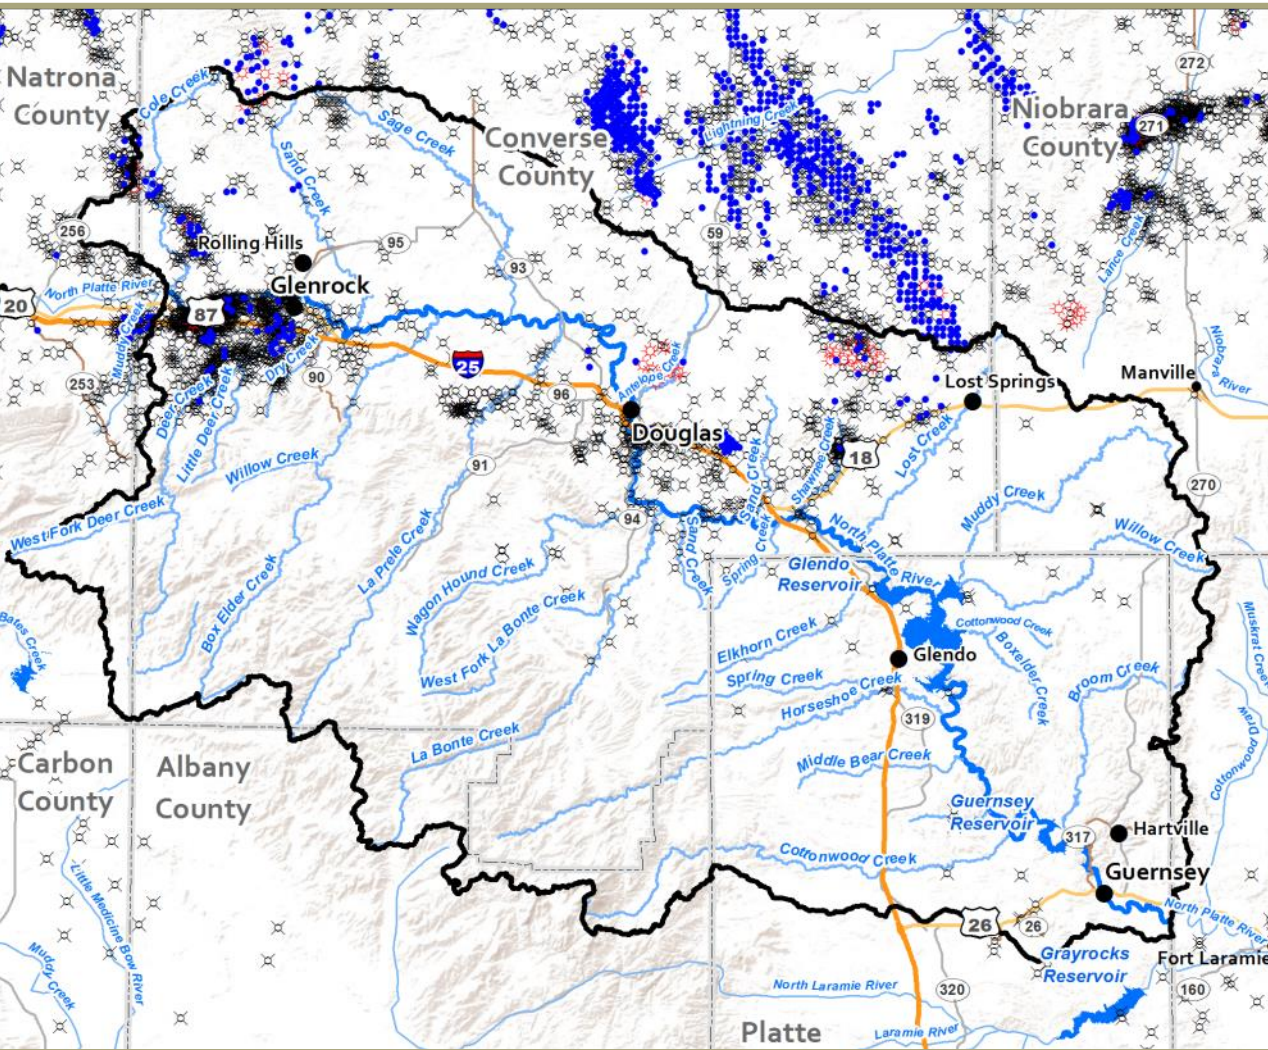 272
Natrona
County
Cole Creek
Sage Creek
Lightning Creek
Niobrara
County
271
Converse
County
Sand Creek
256
Rolling Hills
95
59
Lance Creek
93
Glenrock
North Platte River
20
87
Muddy Creek
Dry Creek
25
Antelope Creek
Niobrara River
Manville
Lost Springs
253
90
96
Deer Creek
Little Deer Creek
Douglas
Willow Creek
91
18
Sand Creek
Shawnee Creek
Lost Creek
270
West Fork Deer Creek
La Prele Creek
94
Muddy Creek
Willow Creek
North Platte River
Sand Creek
Spring Creek
Glendo
Reservoir
Wagon Hound Creek
Box Elder Creek
West Fork La Bonte Creek
Bates Creek
Elkhorn Creek
Cottonwood Creek
Boxelder Creek
Glendo
Muskrat Creek
Spring Creek
Horseshoe Creek
Broom Creek
319
La Bonte Creek
Middle Bear Creek
Cottonwood Draw
Carbon
County
Albany
County
Guernsey
Reservoir
317
Hartville
Cottonwood Creek
Guernsey
Little Medicine Bow River
26
26
North Platte River
Muddy Creek
Grayrocks
Reservoir
Fort Laramie
North Laramie River
320
160
Platte
Laramie River